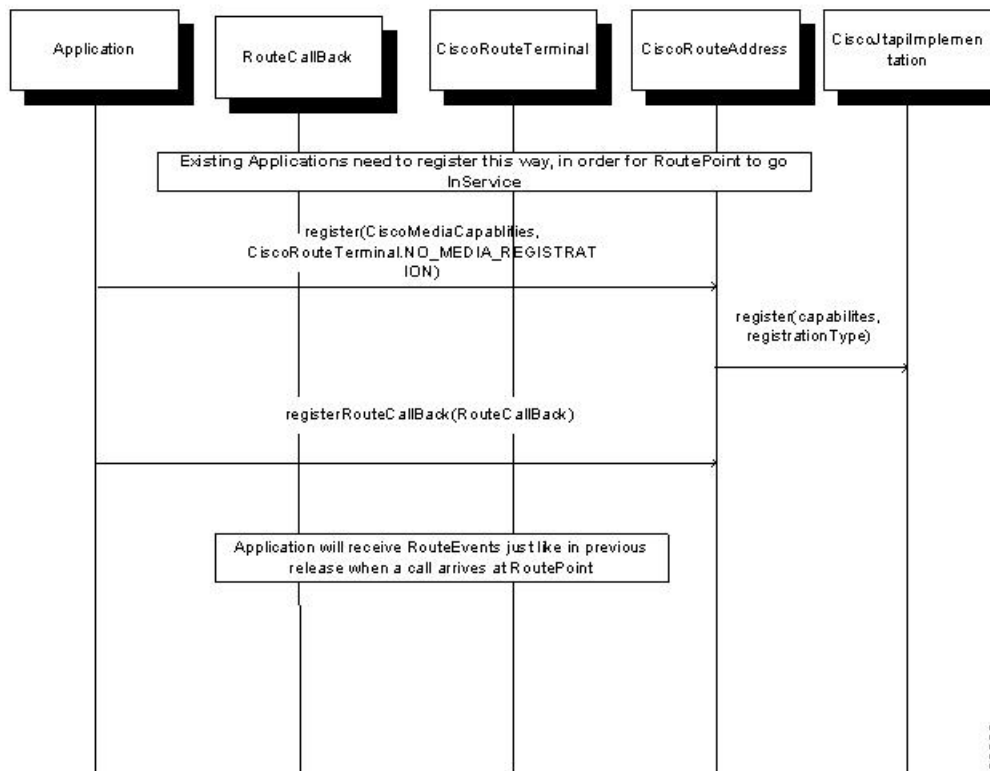 Application
RouteCallBack
CiscoRouteTerminal
CiscoRouteAddress
CiscoJtapiImplemen
tation
Existing Applications need to register this way, in order for RoutePoint to go
InService
register(CiscoMediaCapablities,
CiscoRouteTerminal.NO_MEDIA_REGISTRAT
ION)
register(capabilites,
registrationType)
registerRouteCallBack(RouteCallBack)
Application will receive RouteEvents just like in previous
release when a call arrives at RoutePoint